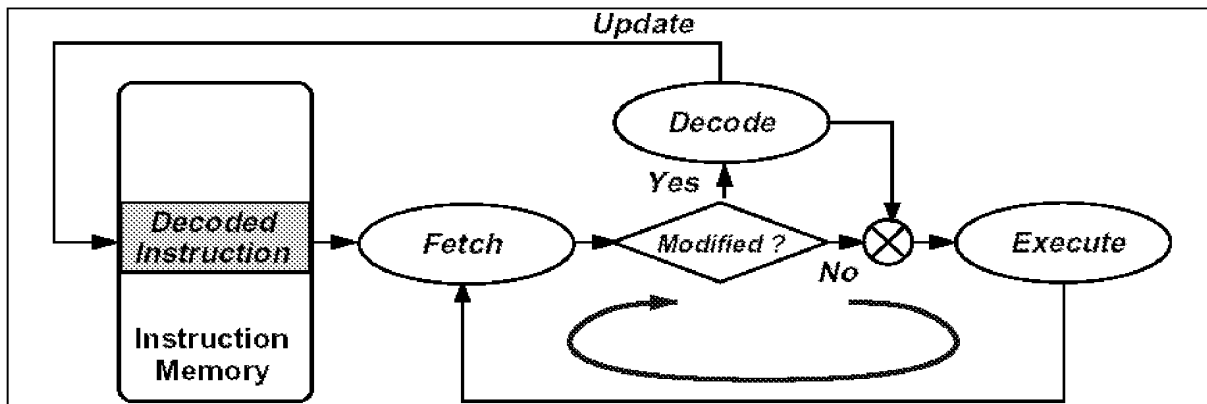 Update
Decode
Yes
Decoded
Instruction
Fetch
Modified ?
No
Execute
Instruction
Memory